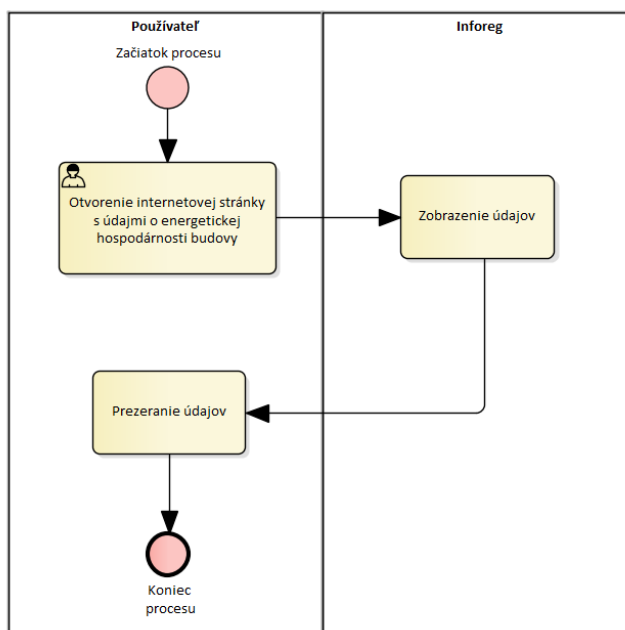 Používateľ
Inforeg
Začiatok procesu
Otvorenie internetovej stránky
s údajmi o energetickej
hospodárnosti budovy
Zobrazenie údajov
Prezeranie údajov
Koniec
procesu